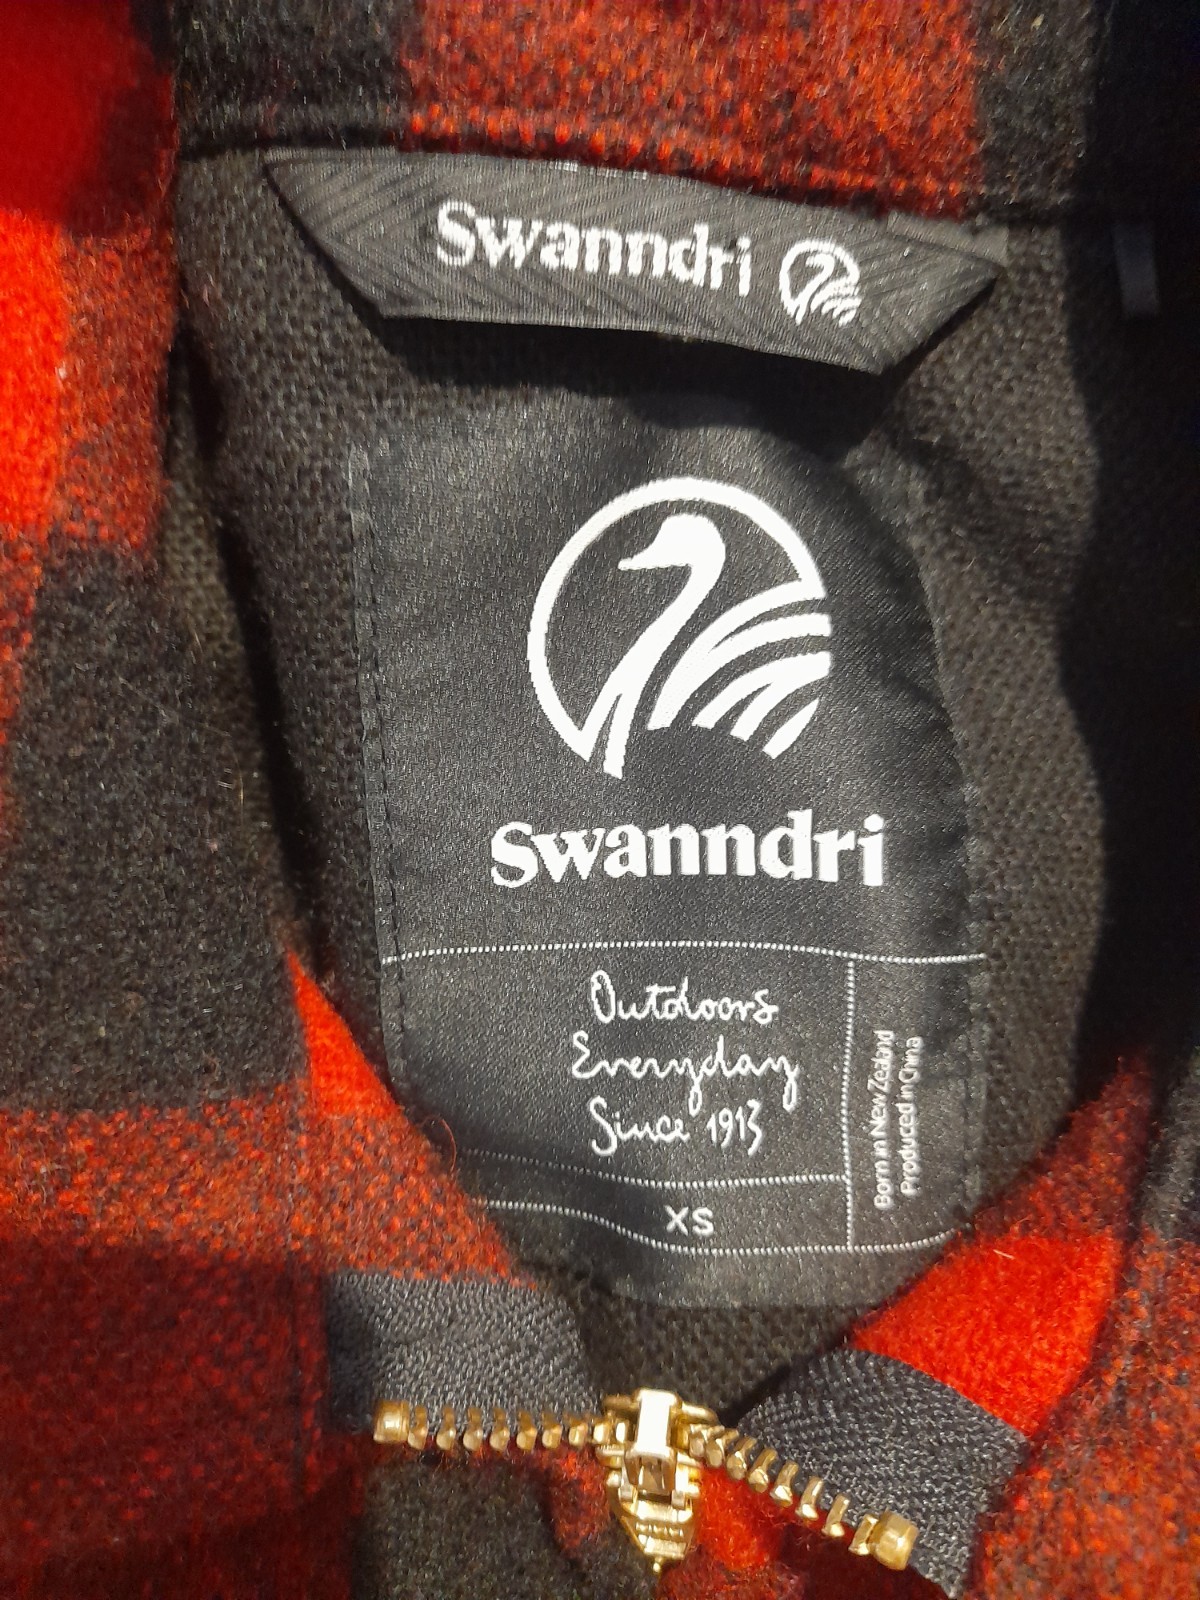 Swanndri
Swanndri
Outdoors
Everyday
Since 1913
Born in New Zealand
Produced in China
XS